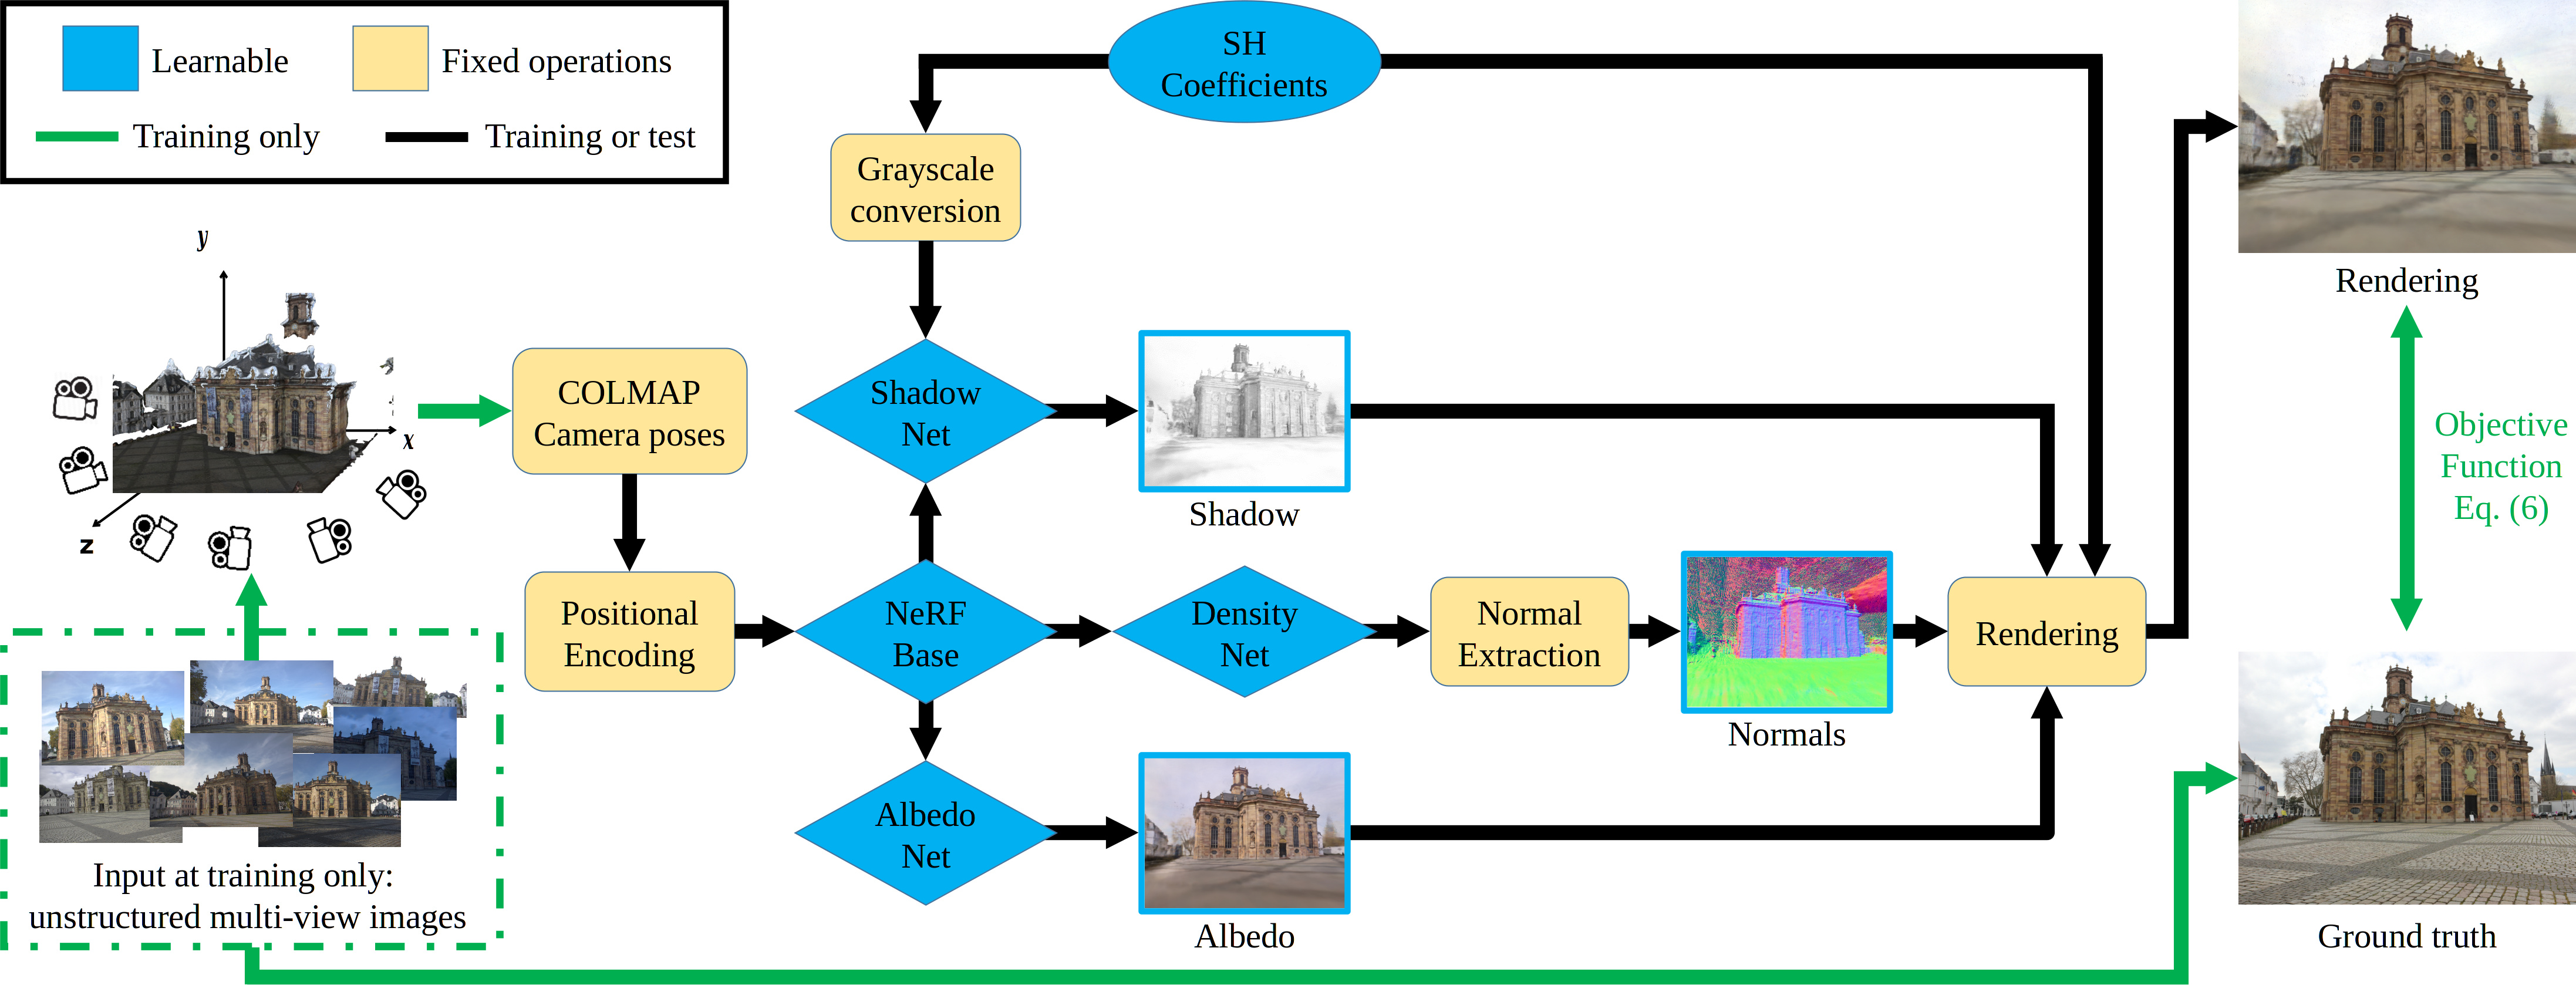 Learnable
Fixed operations
Training only
Training or test
SH
Coefficients
Grayscale
conversion
y
x
z
COLMAP
Camera poses
Shadow
Net
Shadow
Positional
Encoding
NeRF
Base
Density
Net
Normal
Extraction
Normals
Rendering
Albedo
Net
Albedo
Input at training only:
unstructured multi-view images
Rendering
Objective
Function
Eq. (6)
Ground truth